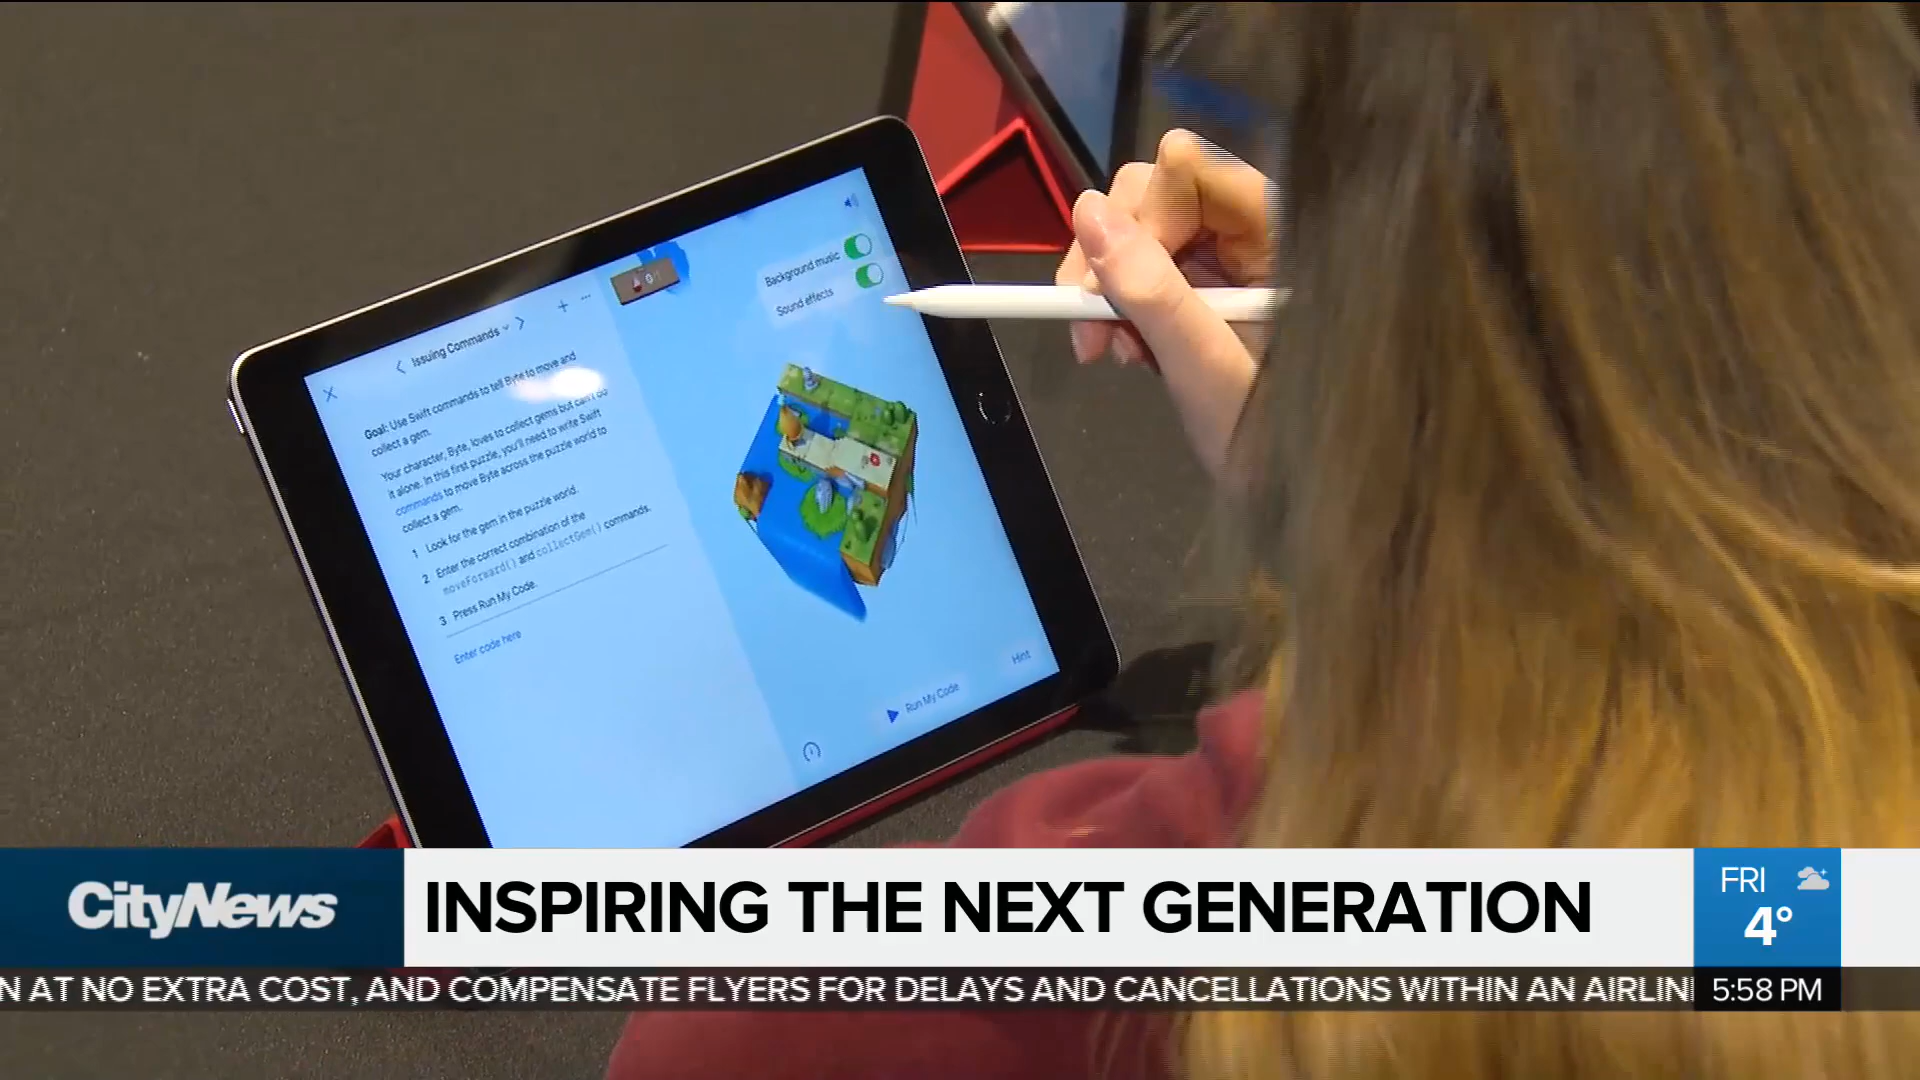 Issuing Commands
Goal: Use Swift commands to tell Byte to move and
collect a gem.
Your character, Byte, loves to collect gems but can't do
it alone. In this first puzzle, you'll need to write Swift
commands to move Byte across the puzzle world to
collect a gem.
1 Look for the gem in the puzzle world.
2 Enter the correct combination of the
moveForward() and collectGem() commands.
3 Press Run My Code.
Enter code here
0
Background music
Sound effects
Run My Code
Hint
CityNews
INSPIRING THE NEXT GENERATION
FRI
4°
N AT NO EXTRA COST, AND COMPENSATE FLYERS FOR DELAYS AND CANCELLATIONS WITHIN AN AIRLIN
5:58 PM